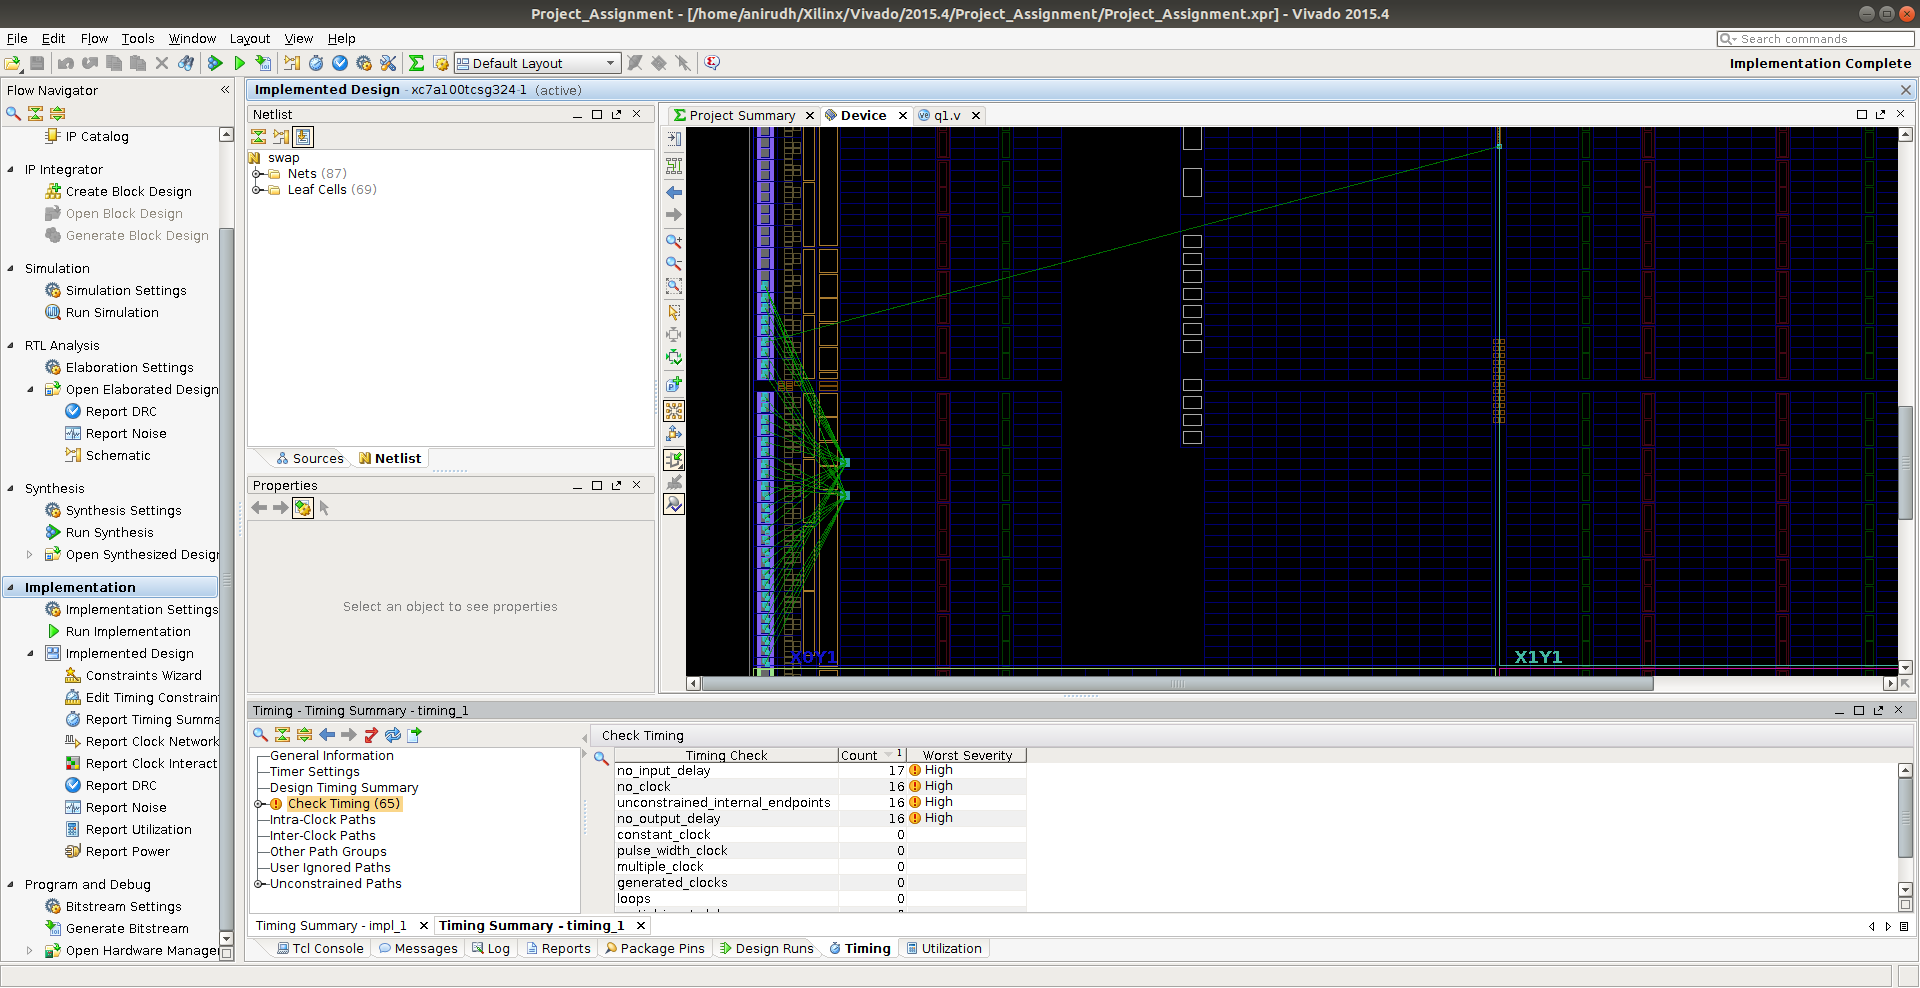 Project_Assignment - [/home/anirudh/Xilinx/Vivado/2015.4/Project_Assignment/Project_Assignment.xpr] - Vivado 2015.4
File Edit Flow Tools Window Layout View Help
Search commands
Default Layout
Implementation Complete
Flow Navigator
IP Catalog
IP Integrator
Create Block Design
Open Block Design
Generate Block Design
Simulation
Simulation Settings
Run Simulation
RTL Analysis
Elaboration Settings
Open Elaborated Design
Report DRC
Report Noise
Schematic
Synthesis
Synthesis Settings
Run Synthesis
Open Synthesized Desigr
Implementation
Implementation Settings
Run Implementation
Implemented Design
Constraints Wizard
Edit Timing Constrain
Report Timing Summa
Report Clock Network
Report Clock Interact
Report DRC
Report Noise
Report Utilization
Report Power
Program and Debug
Bitstream Settings
Generate Bitstream
Open Hardware Manager
Implemented Design - xc7a100tcsg324-1 (active)
Netlist
swap
Nets (87)
Leaf Cells (69)
Sources Netlist
Properties
Select an object to see properties
Project Summary Device q1.v
X0Y1 X1Y1
Timing - Timing Summary - timing_1
General Information
Timer Settings
Design Timing Summary
Check Timing (65)
Intra-Clock Paths
Inter-Clock Paths
Other Path Groups
User Ignored Paths
Unconstrained Paths
Check Timing
Timing Check Count 1 Worst Severity
no_input_delay 17 High
no_clock 16 High
unconstrained_internal_endpoints 16 High
no_output_delay 16 High
constant_clock 0
pulse_width_clock 0
multiple_clock 0
generated_clocks 0
loops 0
Timing Summary - impl_1 Timing Summary - timing_1
Tcl Console Messages Log Reports Package Pins Design Runs Timing Utilization